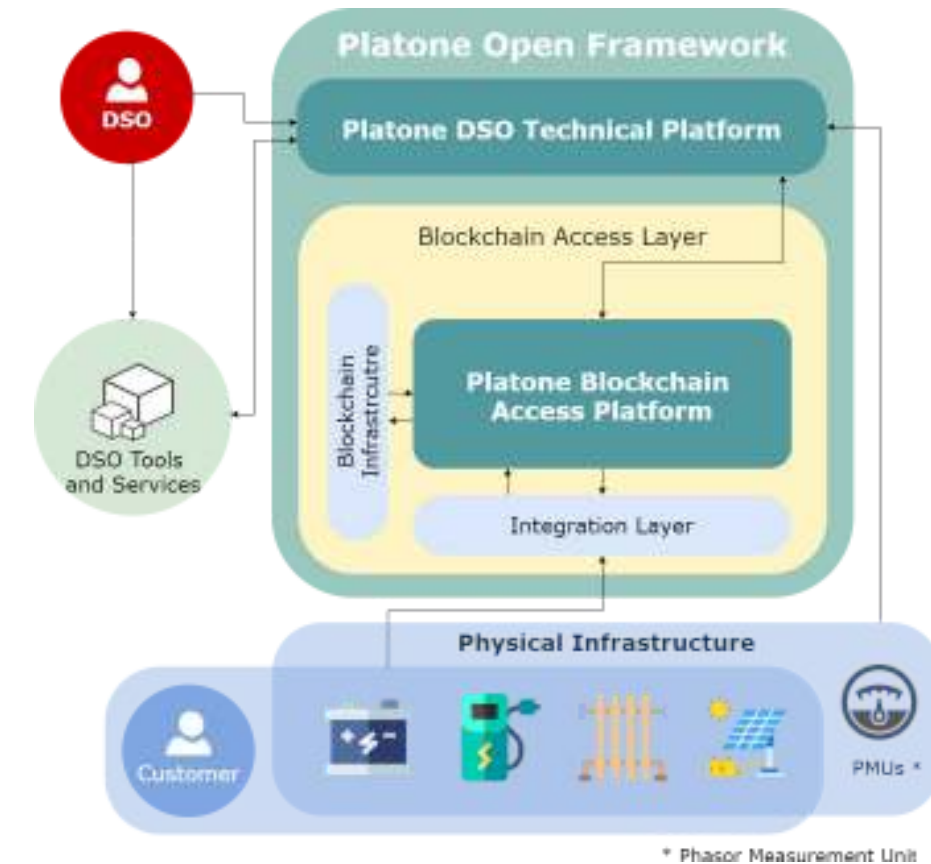 Platone Open Framework
DSO
Platone DSO Technical Platform
Blockchain Access Layer
Blockchain
Infrastrcutre
Platone Blockchain
Access Platform
DSO Tools
and Services
Integration Layer
Physical Infrastructure
Customer
PMUs *
* Phasor Measurement Unit